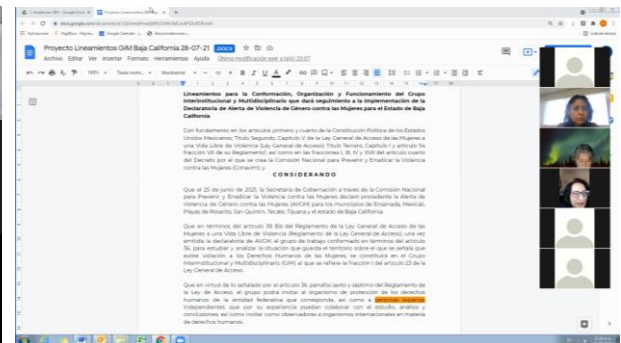 Proyecto Lineamientos GIM Baja California 28-07-21 .DOCX
Archivo Editar Ver Insertar Formato Herramientas Ayuda
100%
Lineamientos para la Conformación, Organización y Funcionamiento del Grupo
Interinstitucional y Multidisciplinario que dará seguimiento a la Implementación de la
Declaratoria de Alerta de Violencia de Género contra las Mujeres para el Estado de Baja
California
Con fundamento en los artículos primero y cuarto de la Constitución Política de los Estados
Unidos Mexicanos; Título Segundo, Capítulo V de la Ley General de Acceso de las Mujeres a
una Vida Libre de Violencia (Ley General de Acceso); Título Tercero, Capítulo I y artículo 54
fracción VII de su Reglamento; así como en las fracciones I, III, IV y XVII del artículo cuarto
del Decreto por el que se crea la Comisión Nacional para Prevenir y Erradicar la Violencia
contra las Mujeres (Conavim); y
CONSIDERANDO
Que el 25 de junio de 2021, la Secretaría de Gobernación a través de la Comisión Nacional
para Prevenir y Erradicar la Violencia contra las Mujeres declaró procedente la Alerta de
Violencia de Género contra las Mujeres (AVGM) para los municipios de Ensenada, Mexicali,
Playas de Rosarito, San Quintín, Tecate, Tijuana y el estado de Baja California.
Que en términos del artículo 38 Bis del Reglamento de la Ley General de Acceso de las
Mujeres a una Vida Libre de Violencia (Reglamento de la Ley General de Acceso), una vez
emitida la declaratoria de AVGM, el grupo de trabajo conformado en términos del artículo
36, para estudiar y analizar la situación que guarda el territorio sobre el que se señala que
existe violación a los Derechos Humanos de las Mujeres, se constituirá en el Grupo
Interinstitucional y Multidisciplinario (GIM) al que se refiere la fracción I del artículo 23 de la
Ley General de Acceso.
Que en virtud de lo señalado por el artículo 36, párrafos sexto y séptimo del Reglamento de
la Ley de Acceso, el grupo podrá invitar al organismo de protección de los derechos
humanos de la entidad federativa que corresponda, así como a personas expertas
independientes que por su experiencia puedan colaborar con el estudio, análisis y
conclusiones; así como invitar como observadores a organismos internacionales en materia
de derechos humanos.